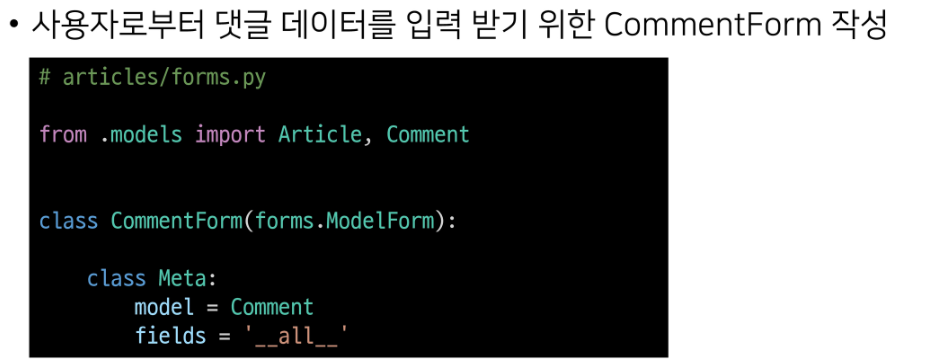 • 사용자로부터 댓글 데이터를 입력 받기 위한 CommentForm 작성
# articles/forms.py
from .models import Article, Comment
class CommentForm(forms.ModelForm):
    class Meta:
        model = Comment
        fields = '__all__'